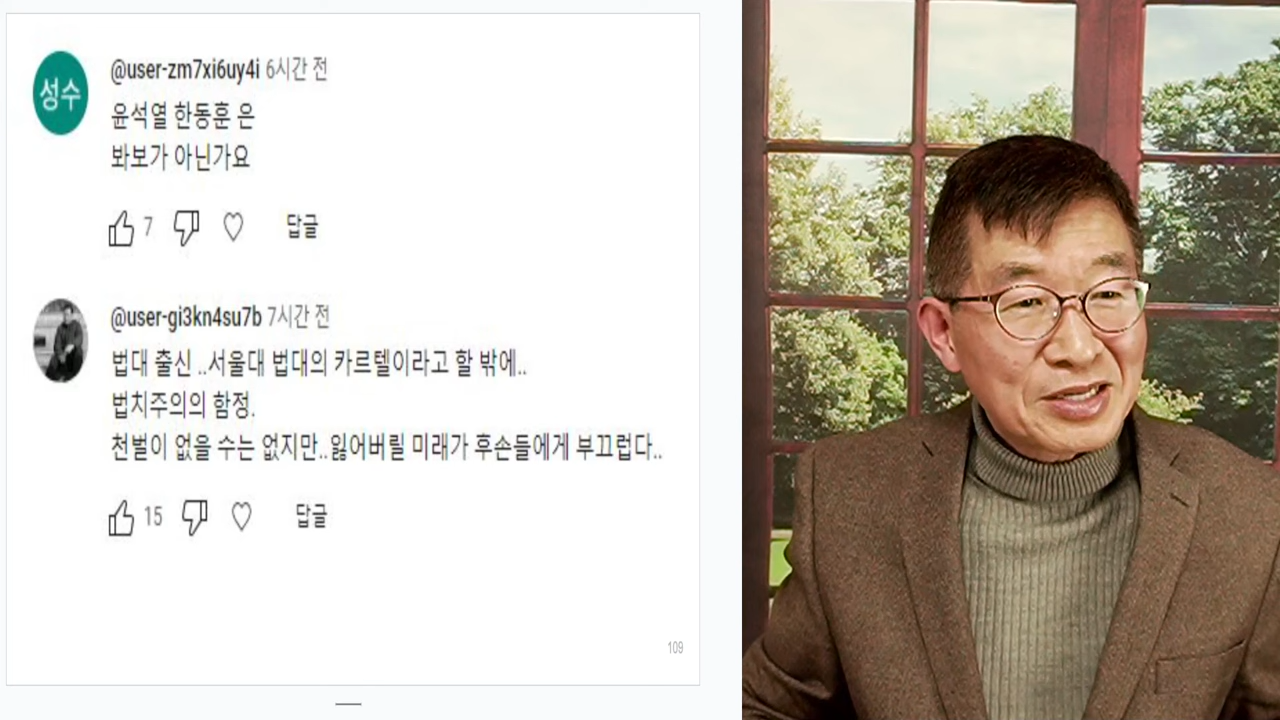 성수
@user-zm7xi6uy4i 6시간 전
윤석열 한동훈 은
봐보가 아닌가요
7 답글
@user-gi3kn4su7b 7시간 전
법대 출신 ..서울대 법대의 카르텔이라고 할 밖에..
법치주의의 함정.
천벌이 없을 수는 없지만..잃어버릴 미래가 후손들에게 부끄럽다..
15 답글
109